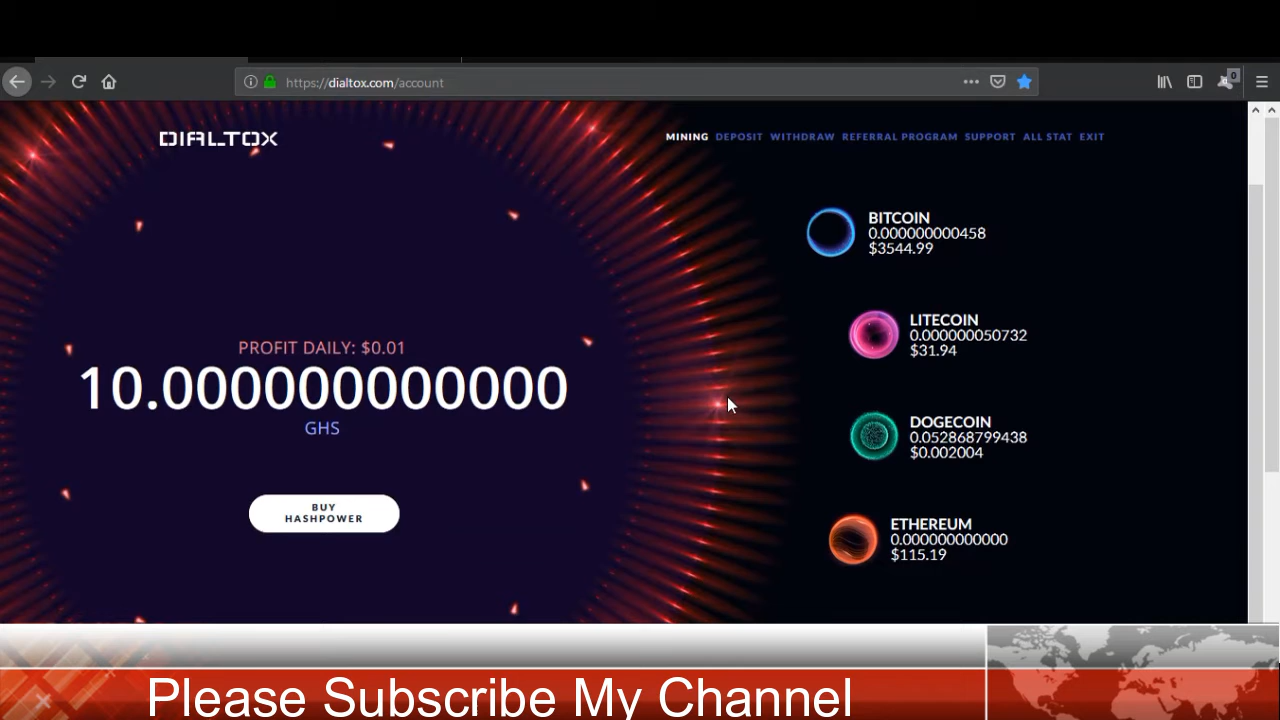 https://dialtox.com/account
0
DIALTOX
MINING DEPOSIT WITHDRAW REFERRAL PROGRAM SUPPORT ALL STAT EXIT
PROFIT DAILY: $0.01
10.000000000000
GHS
BUY
HASHPOWER
BITCOIN
0.000000000458
$3544.99
LITECOIN
0.000000050732
$31.94
DOGECOIN
0.052868799438
$0.002004
ETHEREUM
0.000000000000
$115.19
Please Subscribe My Channel